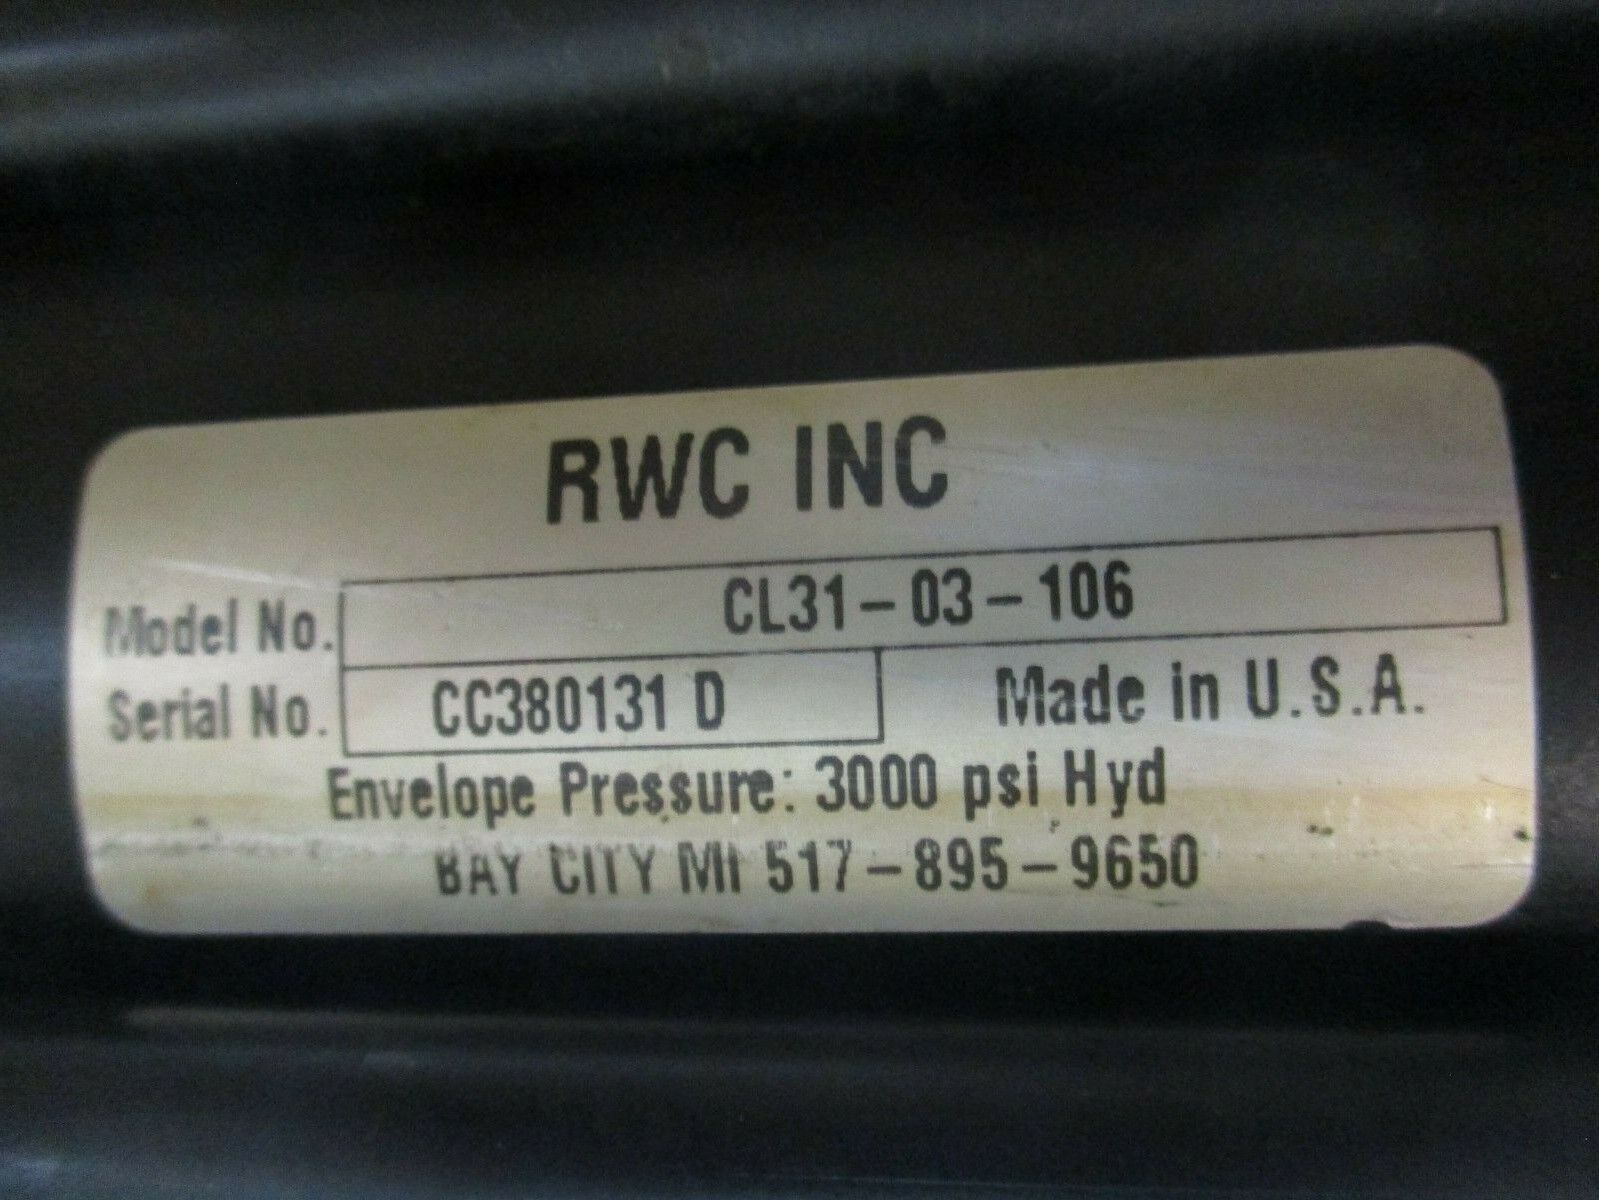 RWC INC
Model No. CL31-03-106
Serial No. CC380131 D Made in U.S.A.
Envelope Pressure: 3000 psi Hyd
BAY CITY MI 517-895-9650